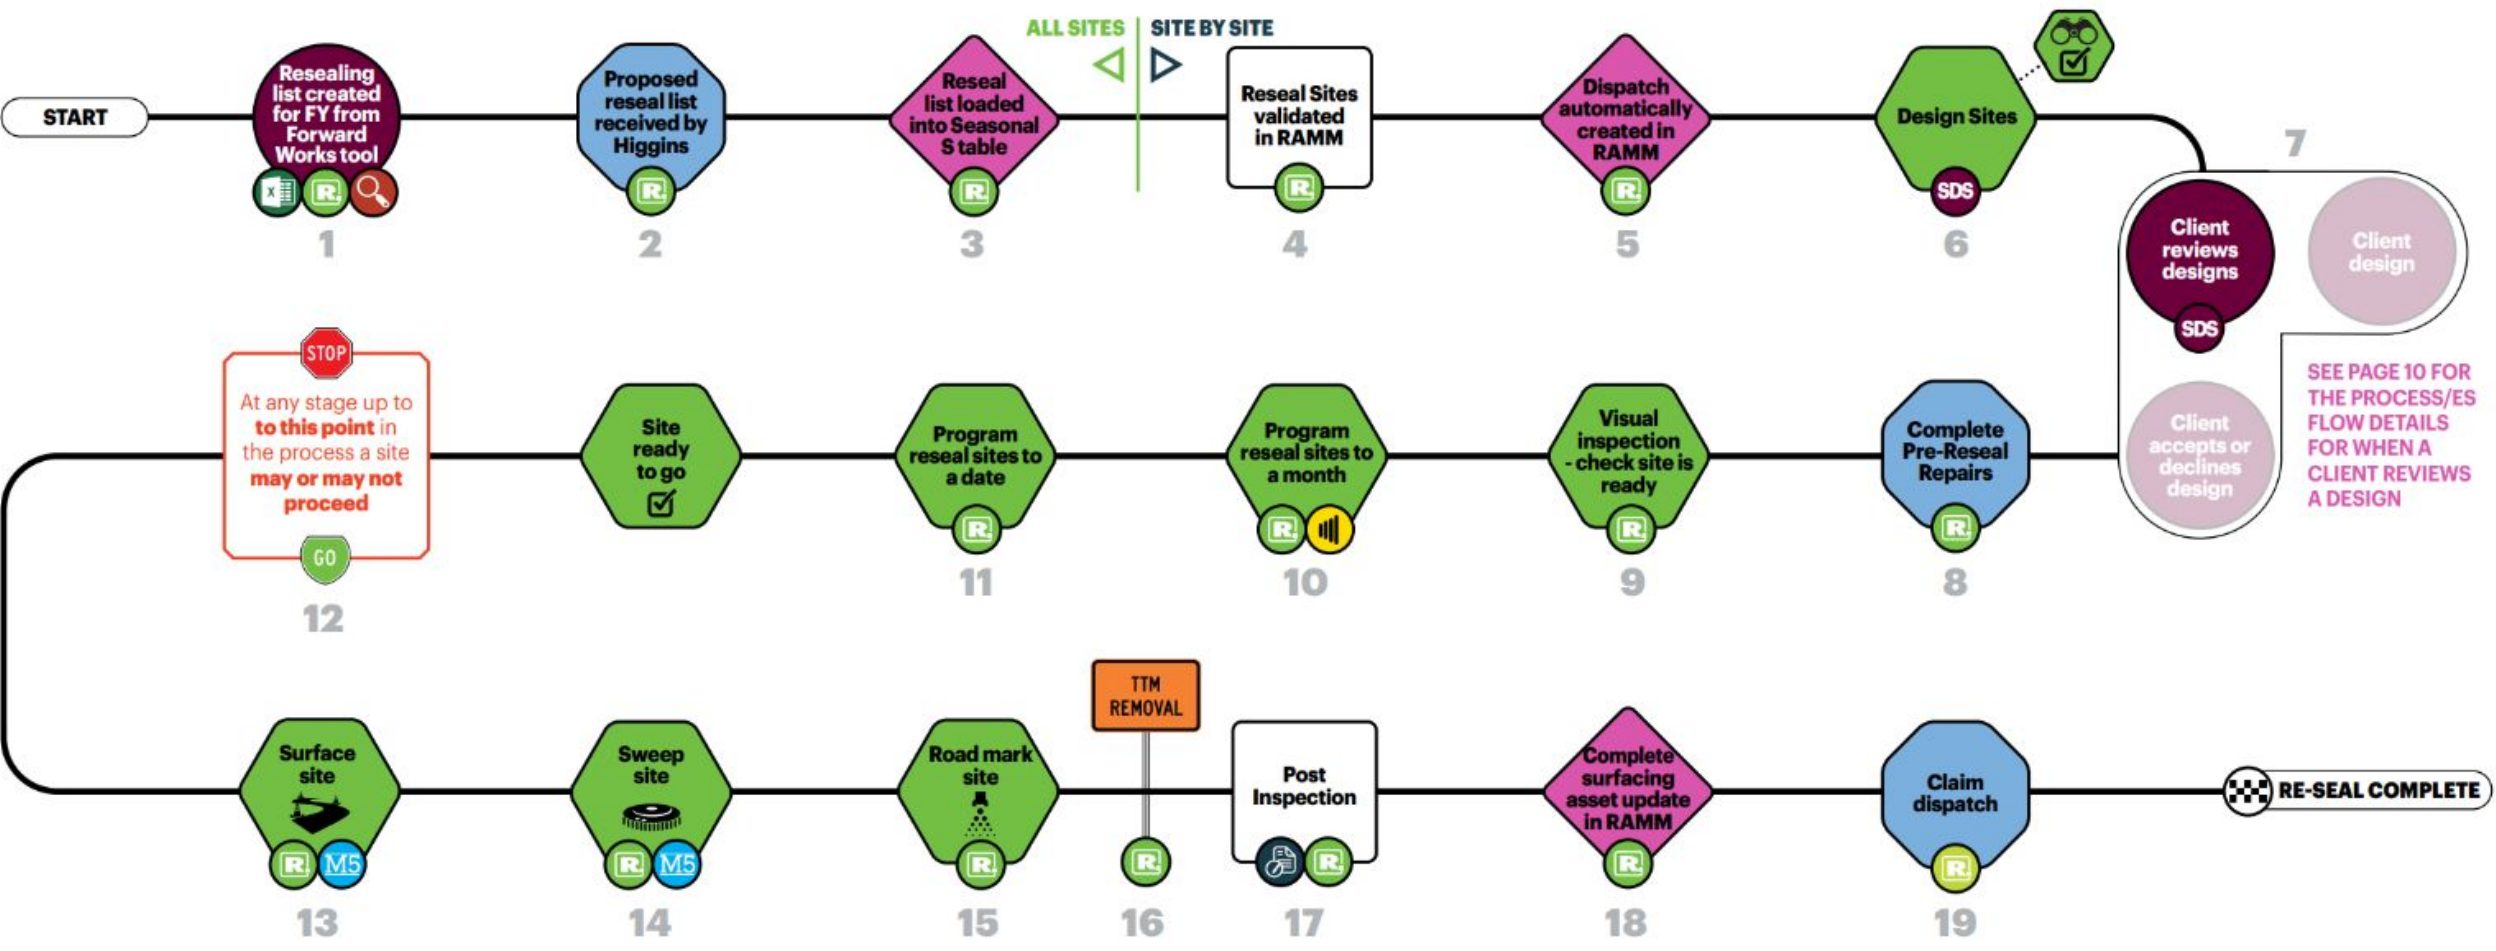 ALL SITES
SITE BY SITE
START
Resealing
list created
for FY from
Forward
Works tool
X
R
1
Proposed
reseal list
received by
Higgins
R
2
Reseal
list loaded
into Seasonal
S table
R
3
Reseal Sites
validated
in RAMM
R
4
Dispatch
automatically
created in
RAMM
R
5
Design Sites
SDS
6
7
Client
reviews
designs
SDS
Client
design
Client
accepts or
declines
design
SEE PAGE 10 FOR
THE PROCESS/ES
FLOW DETAILS
FOR WHEN A
CLIENT REVIEWS
A DESIGN
Complete
Pre-Reseal
Repairs
R
8
Visual
inspection
- check site is
ready
R
9
Program
reseal sites to
a month
R
10
Program
reseal sites to
a date
R
11
Site
ready
to go
STOP
At any stage up to
to this point in
the process a site
may or may not
proceed
GO
12
Surface
site
R
M5
13
Sweep
site
R
M5
14
Road mark
site
R
15
TTM
REMOVAL
R
16
Post
Inspection
R
17
Complete
surfacing
asset update
in RAMM
R
18
Claim
dispatch
R
19
RE-SEAL COMPLETE